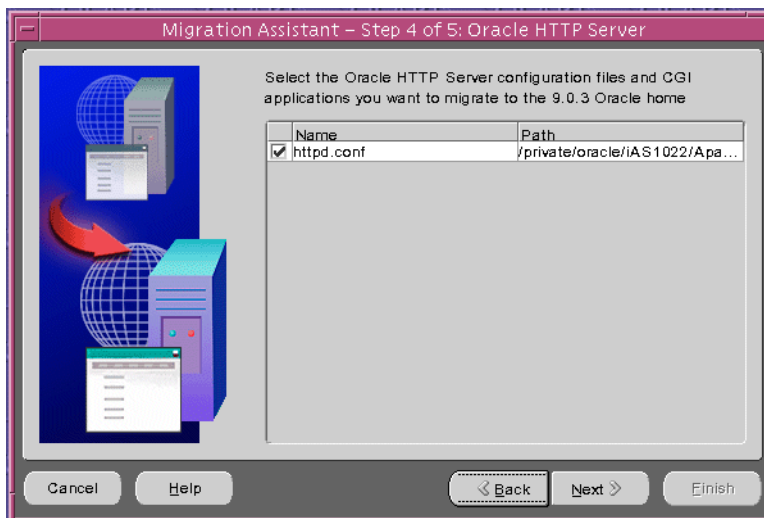 Migration Assistant – Step 4 of 5: Oracle HTTP Server
Select the Oracle HTTP Server configuration files and CGI
applications you want to migrate to the 9.0.3 Oracle home
Name Path
httpd.conf /private/oracle/iAS1022/Apa...
Cancel Help Back Next Finish